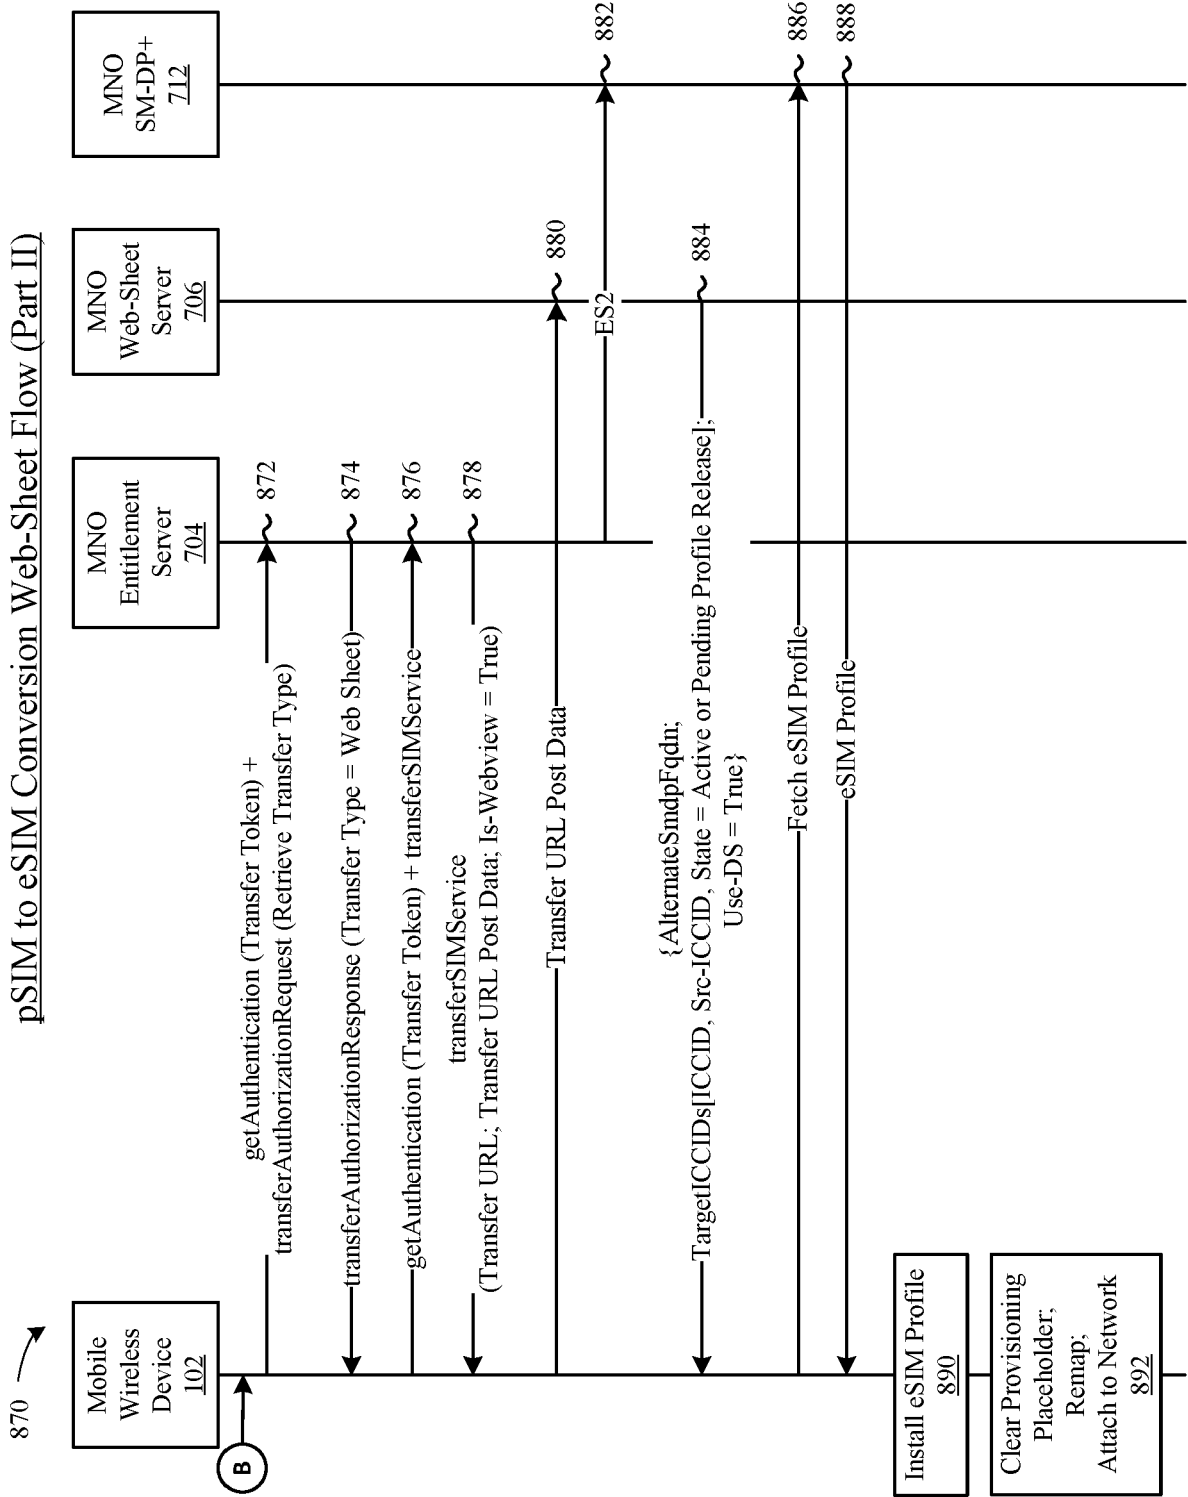 pSIM to eSIM Conversion Web-Sheet Flow (Part II)
870
Mobile
Wireless
Device
102
MNO
Entitlement
Server
704
MNO
Web-Sheet
Server
706
MNO
SM-DP+
712
B
getAuthentication (Transfer Token) +
transferAuthorizationRequest (Retrieve Transfer Type)
872
transferAuthorizationResponse (Transfer Type = Web Sheet)
874
getAuthentication (Transfer Token) + transferSIMService
876
transferSIMService
(Transfer URL; Transfer URL Post Data; Is-Webview = True)
878
Transfer URL Post Data
880
ES2
882
{AlternateSmdpFqdn;
TargetICCIDs[ICCID, Src-ICCID, State = Active or Pending Profile Release];
Use-DS = True}
884
Fetch eSIM Profile
886
eSIM Profile
888
Install eSIM Profile
890
Clear Provisioning
Placeholder;
Remap;
Attach to Network
892